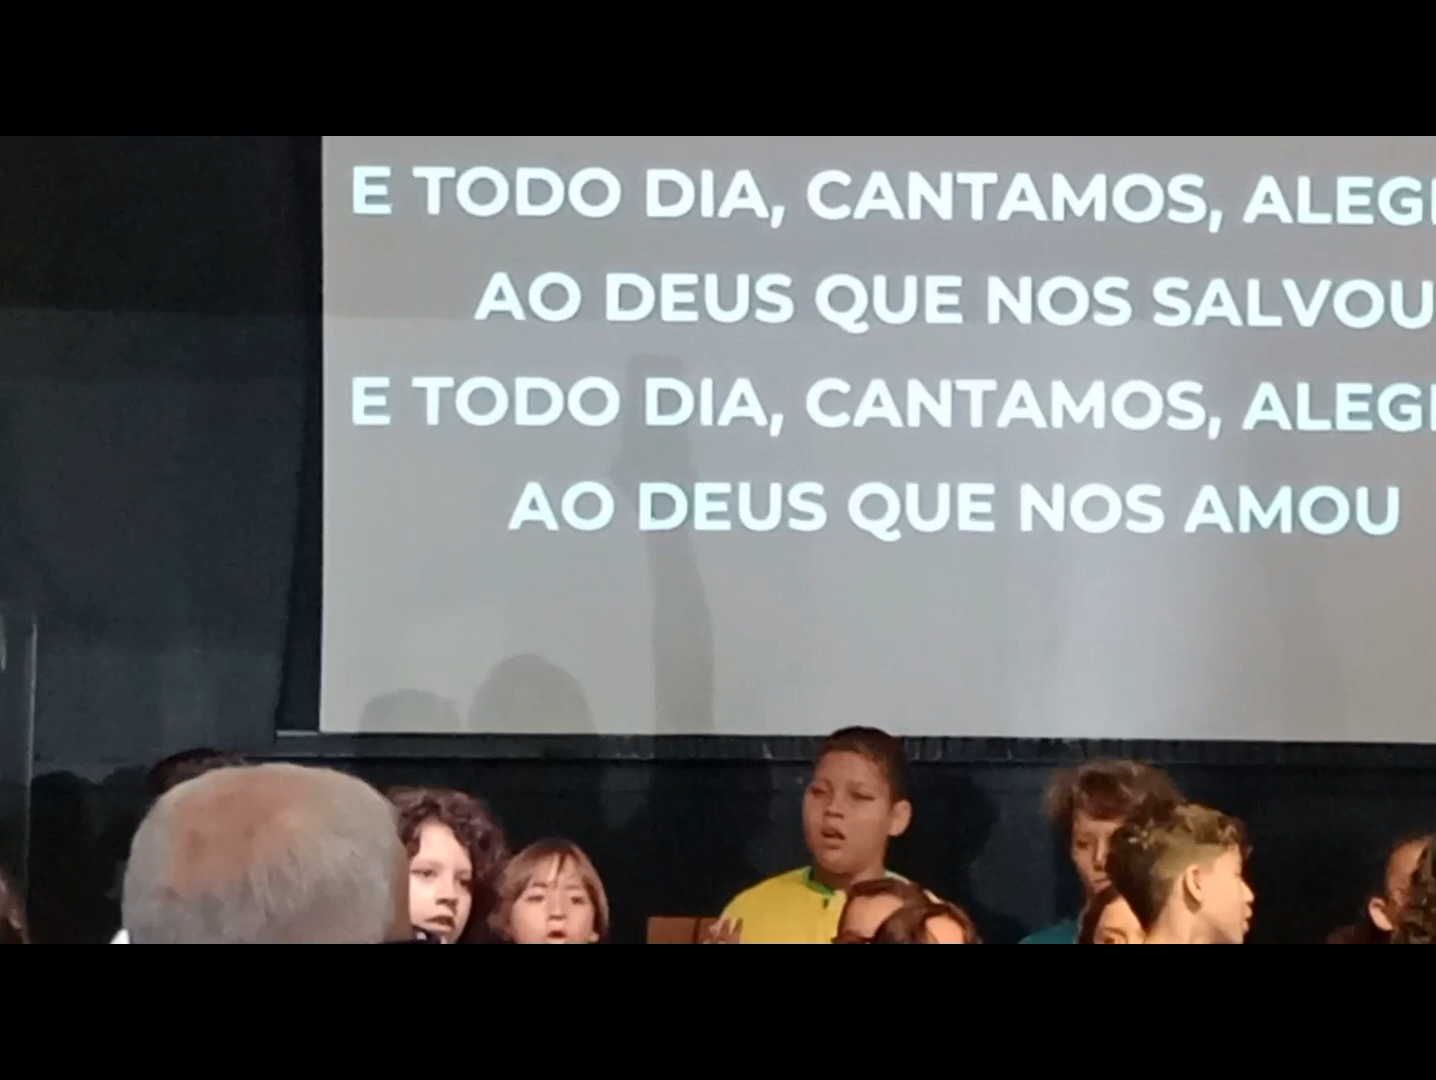 E TODO DIA, CANTAMOS,
AO DEUS QUE NOS SALVOU
E TODO DIA, CANTAMOS,
AO DEUS QUE NOS AMOU